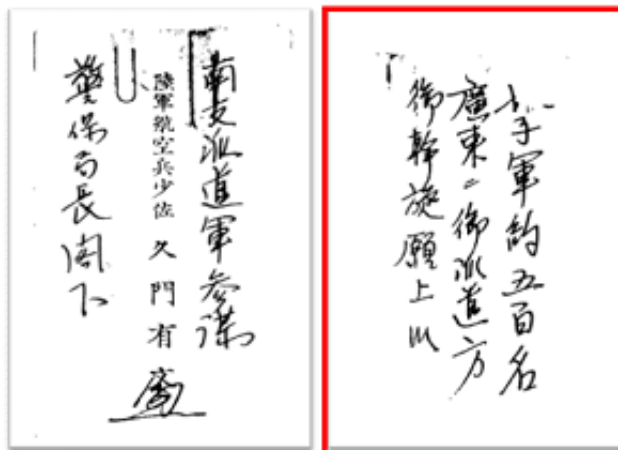 南支派遣軍参謀
陸軍航空兵少佐 久門有
警保局長閣下
子軍約五百名
廣東ニ御派遣方
御幹旋願上候